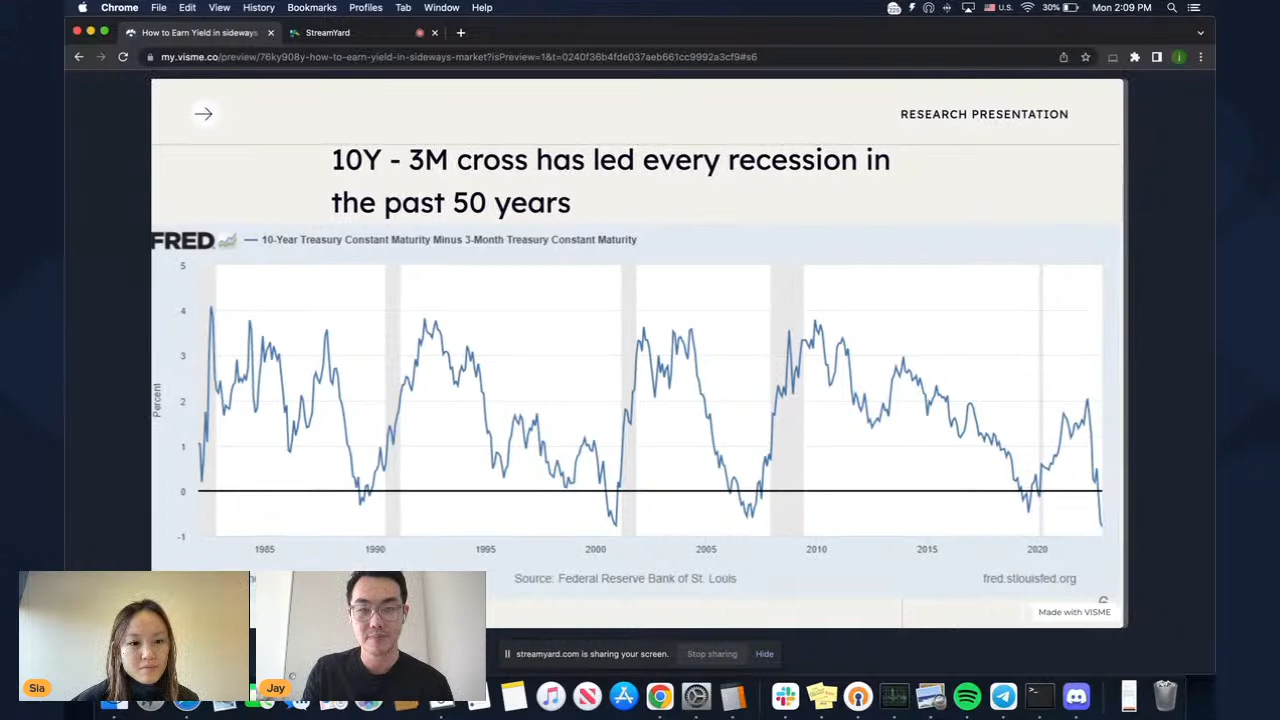 Chrome File Edit View History Bookmarks Profiles Tab Window Help
U.S. 30% Mon 2:09 PM
How to Earn Yield in sideways
StreamYard
my.visme.co/preview/76ky908y-how-to-earn-yield-in-sideways-market?isPreview=1&t=0240f36b4fde037aeb661cc9992a3cf9#s6
RESEARCH PRESENTATION
10Y - 3M cross has led every recession in
the past 50 years
FRED
10-Year Treasury Constant Maturity Minus 3-Month Treasury Constant Maturity
5
4
3
2
1
0
-1
Percent
1985 1990 1995 2000 2005 2010 2015 2020
Source: Federal Reserve Bank of St. Louis
fred.stlouisfed.org
Made with VISME
streamyard.com is sharing your screen. Stop sharing Hide
Sia
Jay